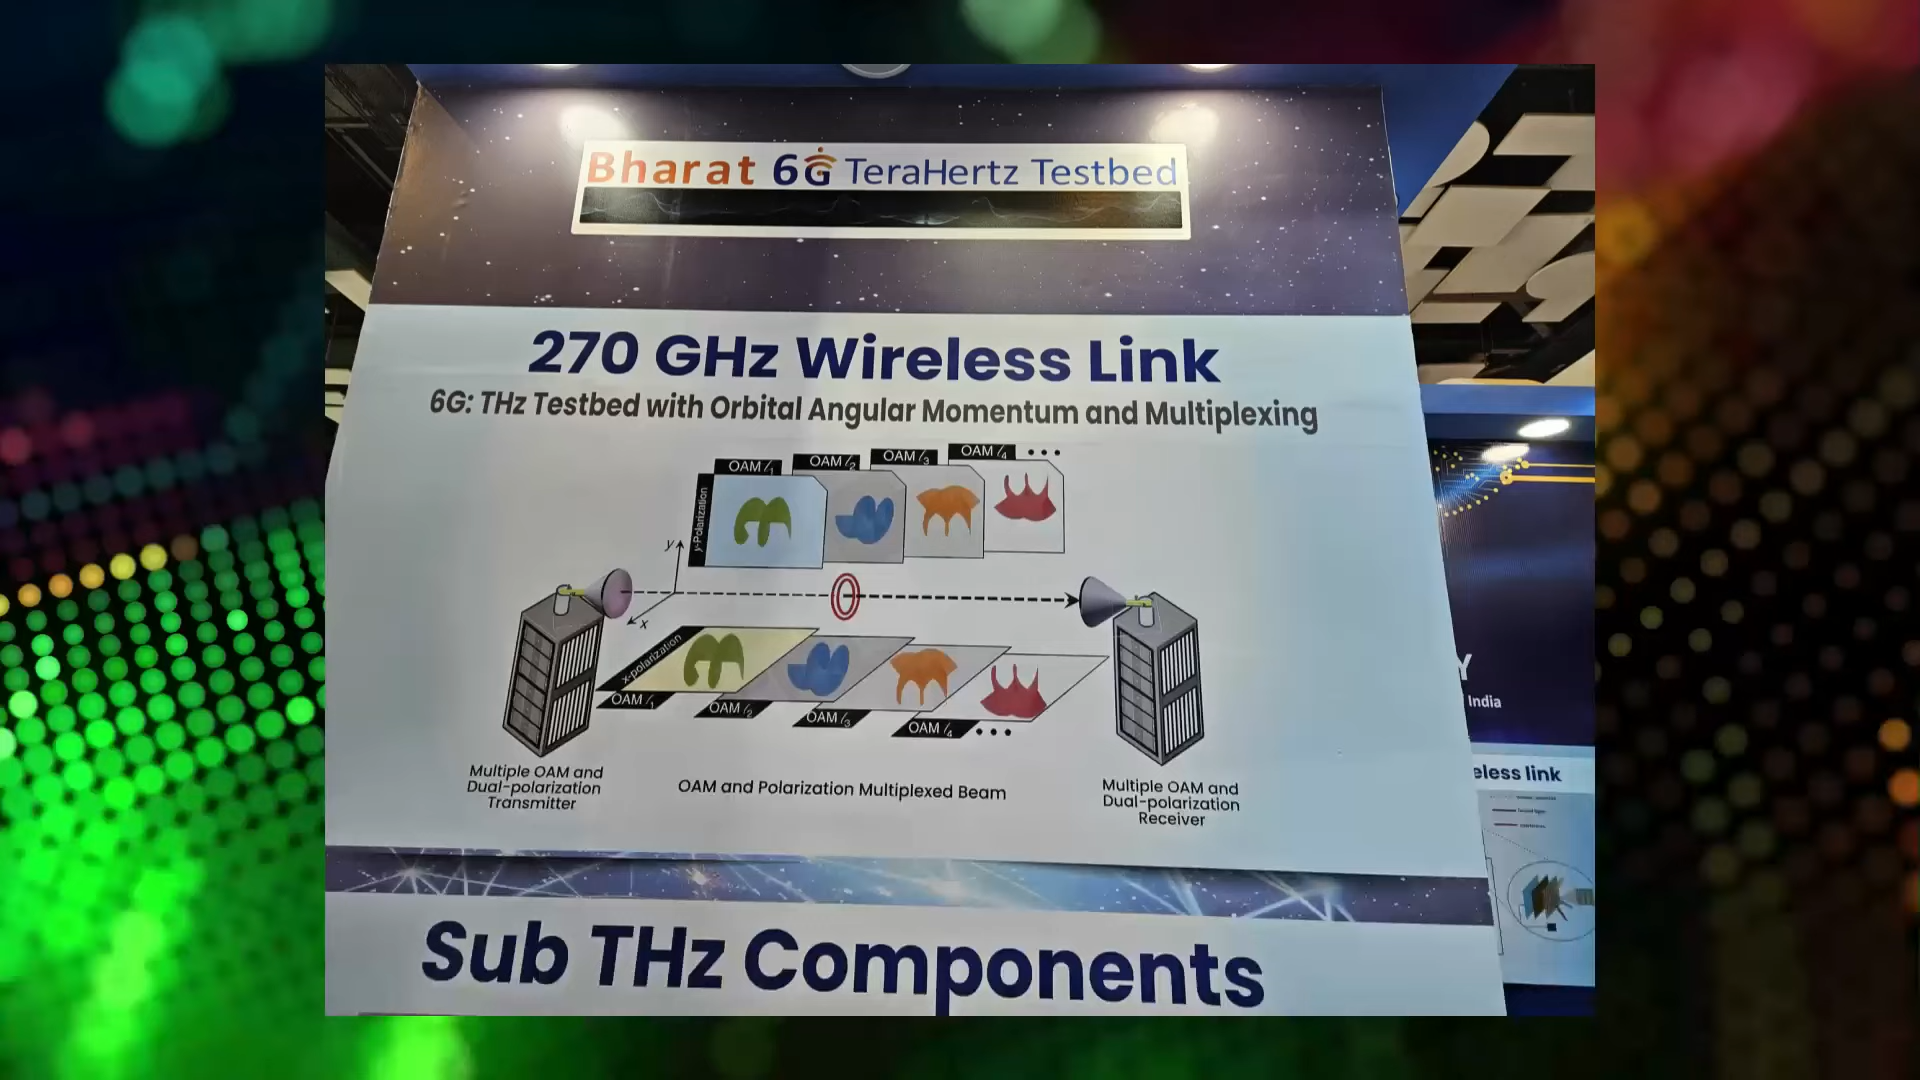 Bharat 6G TeraHertz Testbed
270 GHz Wireless Link
6G: THz Testbed with Orbital Angular Momentum and Multiplexing
OAM l1 OAM l2 OAM l3 OAM l4 •••
y-Polarization
y
x
x-polarization
OAM l1 OAM l2 OAM l3 OAM l4 •••
Multiple OAM and
Dual-polarization
Transmitter
OAM and Polarization Multiplexed Beam
Multiple OAM and
Dual-polarization
Receiver
Sub THz Components
Y
India
eless link